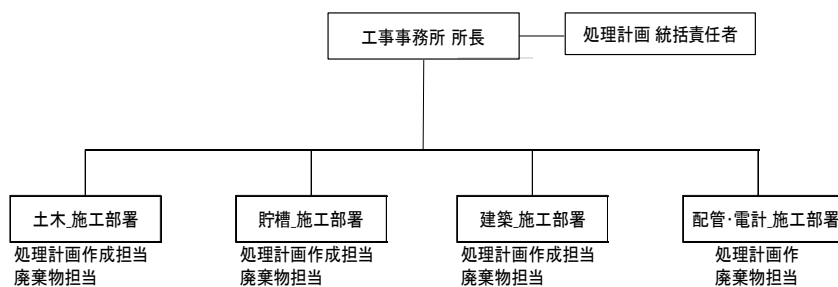 工事事務所 所長
処理計画 統括責任者
土木_施工部署
処理計画作成担当
廃棄物担当
貯槽_施工部署
処理計画作成担当
廃棄物担当
建築_施工部署
処理計画作成担当
廃棄物担当
配管・電計_施工部署
処理計画作
廃棄物担当